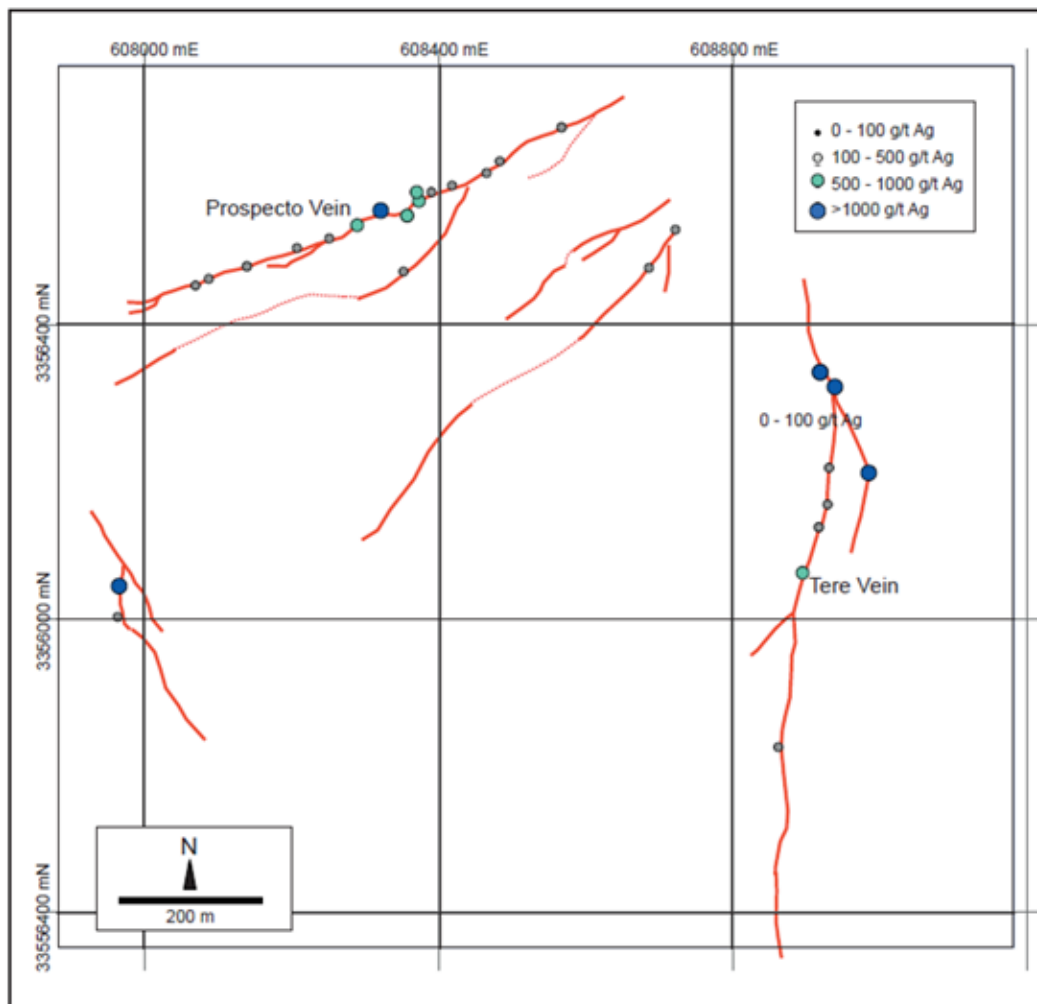 608000 mE
608400 mE
608800 mE
0 - 100 g/t Ag
100 - 500 g/t Ag
500 - 1000 g/t Ag
>1000 g/t Ag
Prospecto Vein
3356400 mN
0 - 100 g/t Ag
Tere Vein
3356000 mN
N
200 m
33556400 mN